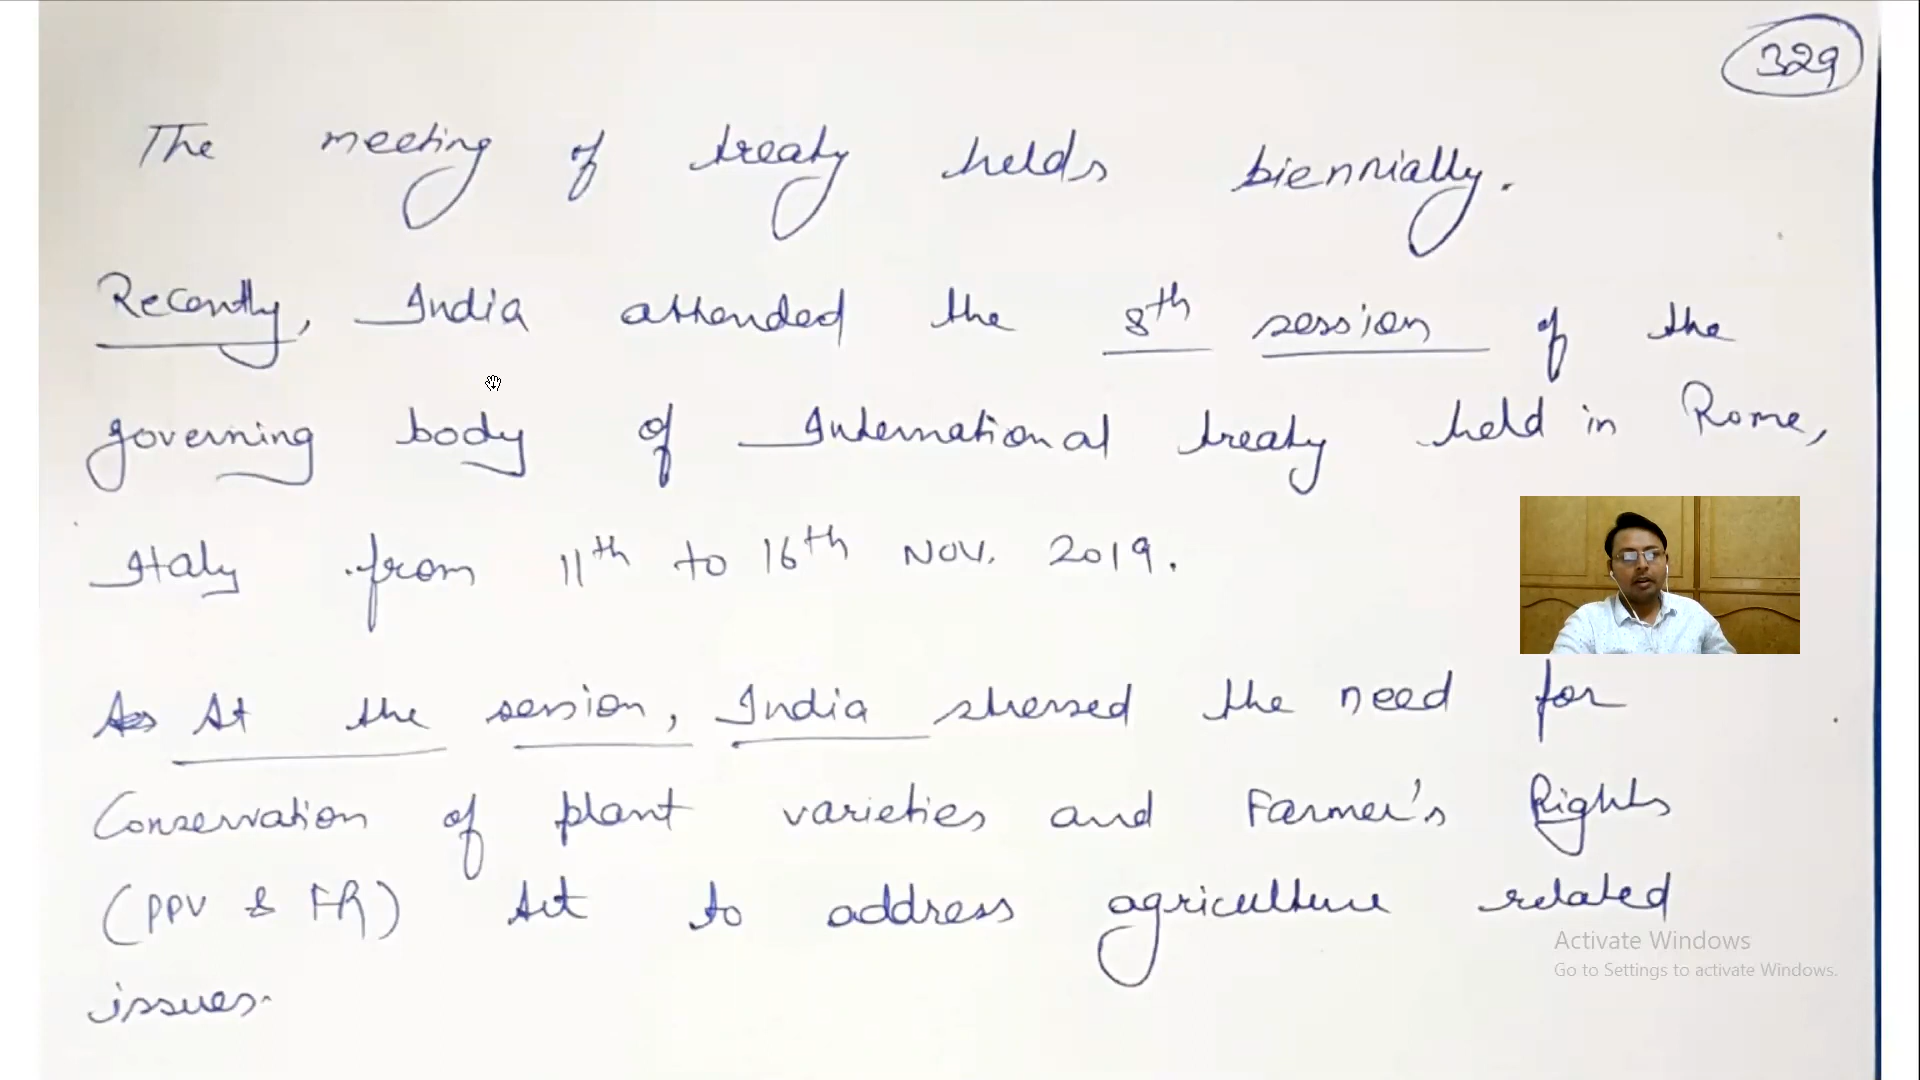 329
The meeting of treaty helds biennially.
Recently, India attended the 8th session of the
governing body of International treaty held in Rome,
Italy from 11th to 16th Nov. 2019.
As At the session, India stressed the need for
Conservation of plant varieties and Farmer's Rights
(PPV & FR) Act to address agriculture related
issues.
Activate Windows
Go to Settings to activate Windows.